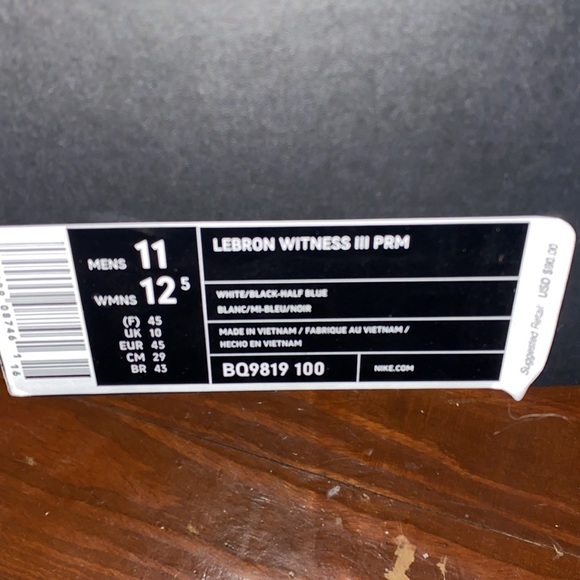 MENS 11
WMNS 12 5
(F) 45
UK 10
EUR 45
CM 29
BR 43
LEBRON WITNESS III PRM
WHITE/BLACK-HALF BLUE
BLANC/MI-BLEU/NOIR
MADE IN VIETNAM / FABRIQUE AU VIETNAM /
HECHO EN VIETNAM
BQ9819 100
NIKE.COM
Suggested Retail USD $90.00